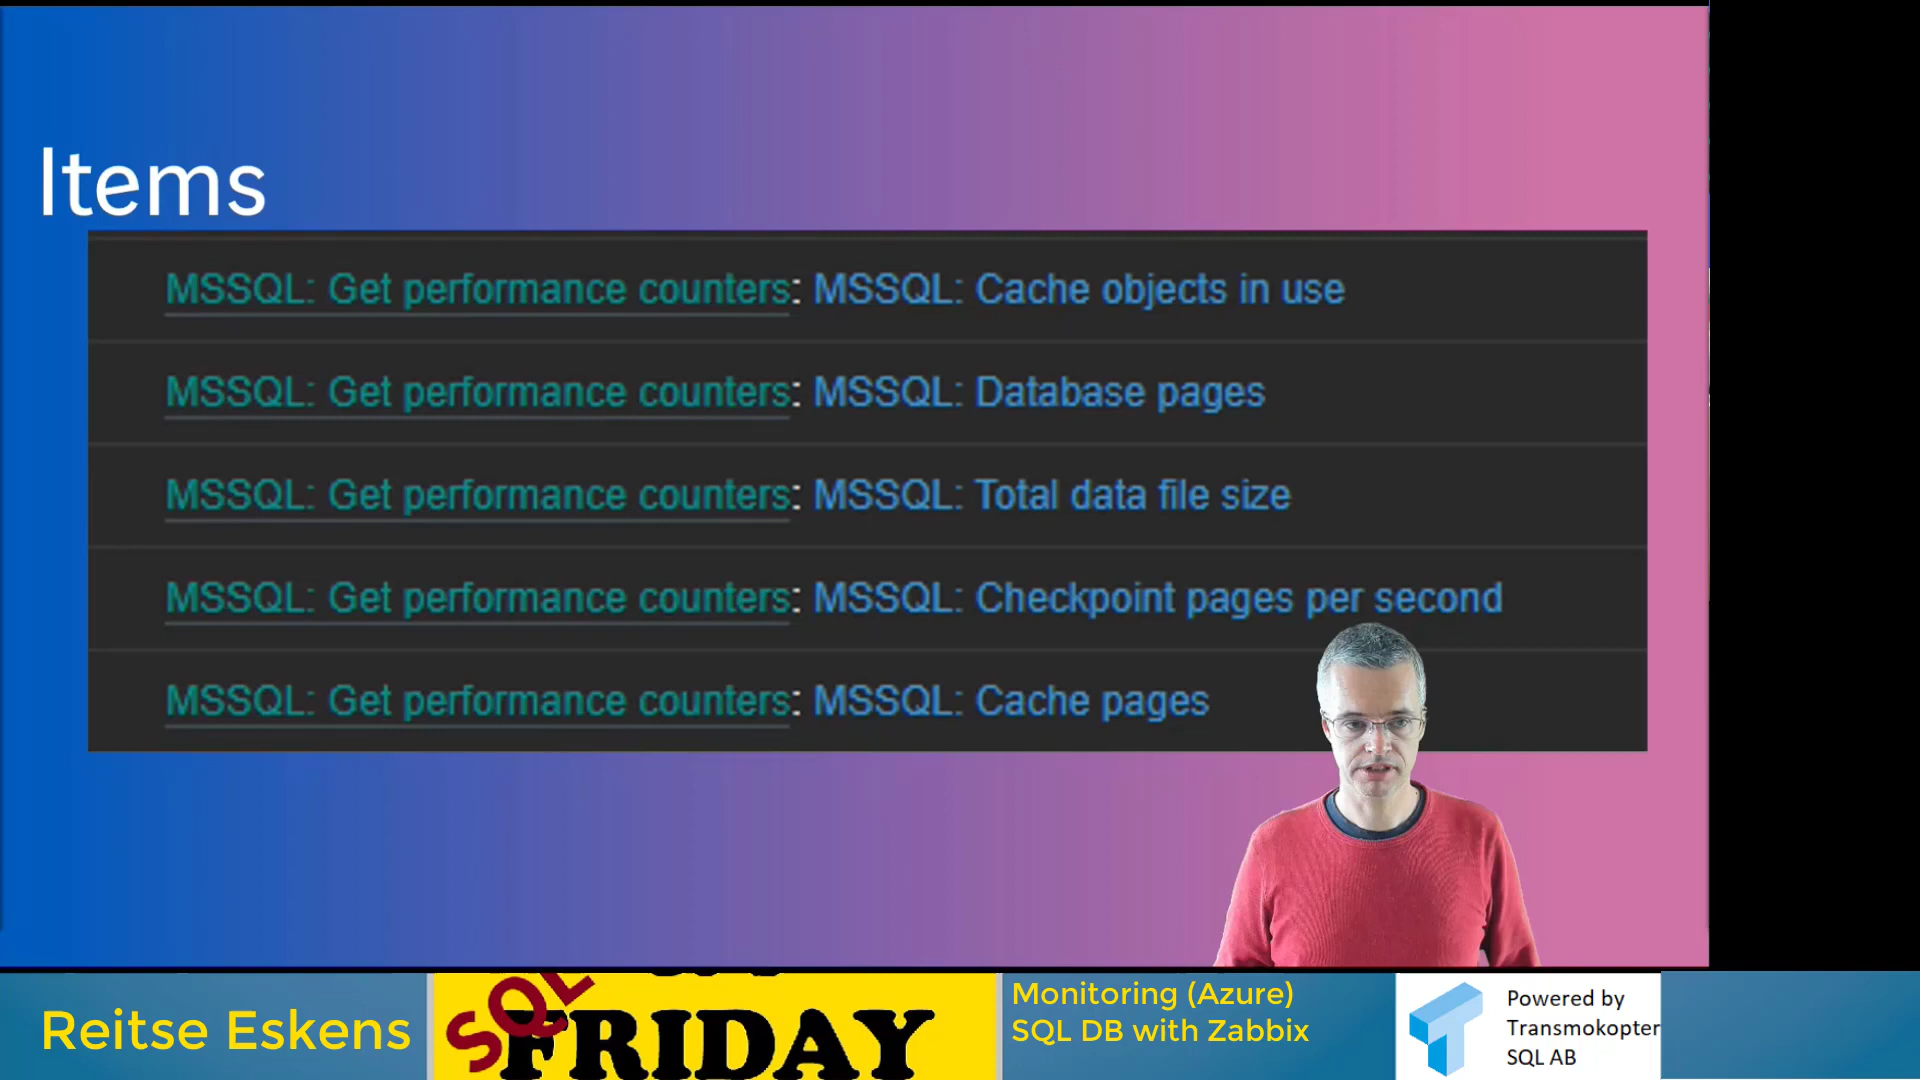 Items
MSSQL: Get performance counters: MSSQL: Cache objects in use
MSSQL: Get performance counters: MSSQL: Database pages
MSSQL: Get performance counters: MSSQL: Total data file size
MSSQL: Get performance counters: MSSQL: Checkpoint pages per second
MSSQL: Get performance counters: MSSQL: Cache pages
Reitse Eskens
SQL
FRIDAY
Monitoring (Azure)
SQL DB with Zabbix
Powered by
Transmokopter
SQL AB